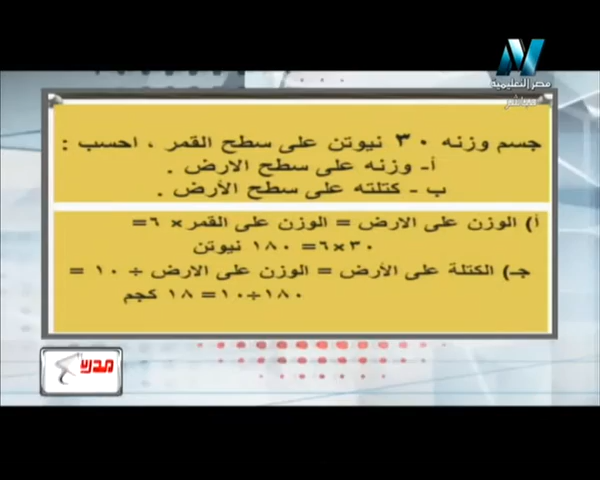 مصر التعليمية
مباشر
جسم وزنه ٣٠ نيوتن على سطح القمر ، احسب :
أ- وزنه على سطح الارض .
ب - كتلته على سطح الأرض .
أ) الوزن على الارض = الوزن على القمر× ٦=
٣٠×٦= ١٨٠ نيوتن
جـ) الكتلة على الأرض = الوزن على الارض ÷ ١٠ =
١٨٠÷١٠= ١٨ كجم